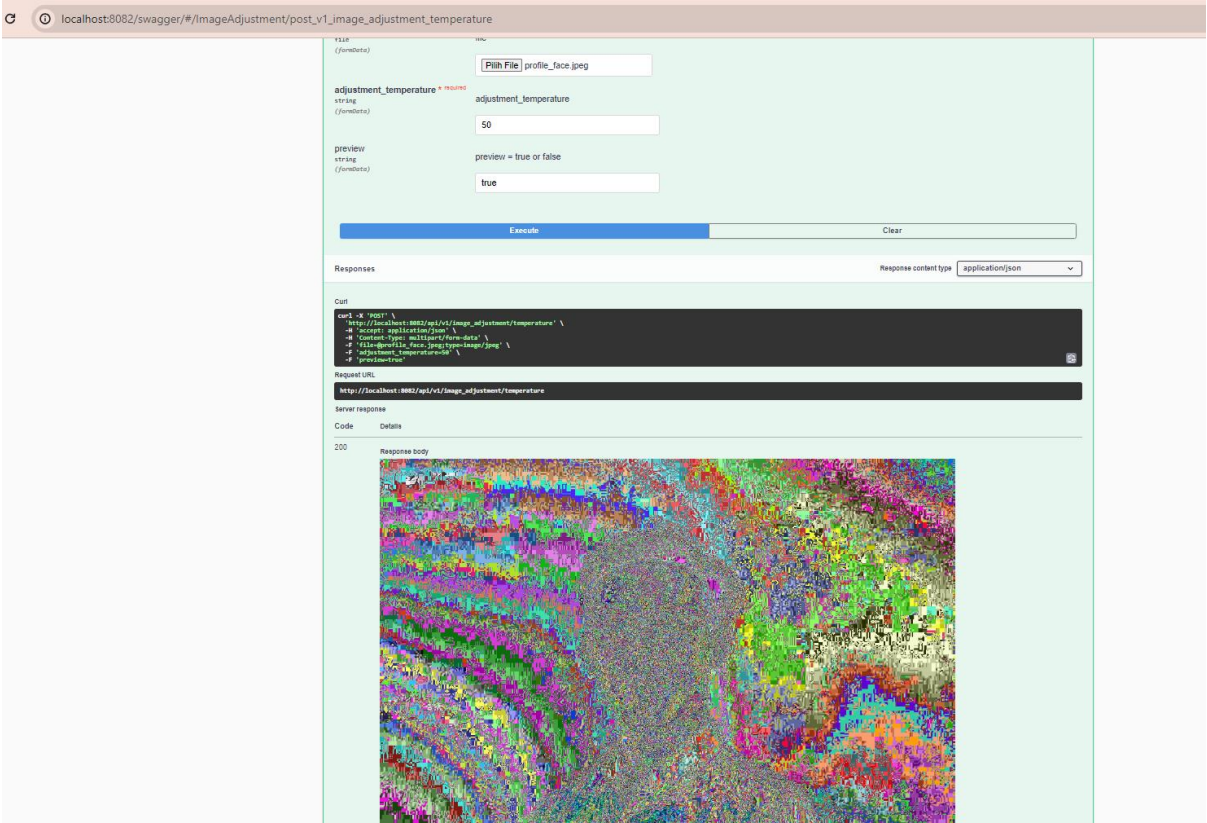 localhost:8082/swagger/#/ImageAdjustment/post_v1_image_adjustment_temperature
file
(formData)
Pilih File profile_face.jpeg
adjustment_temperature * required
string
(formData)
adjustment_temperature
50
preview
string
(formData)
preview = true or false
true
Execute
Clear
Responses
Response content type application/json
Curl
curl -X 'POST' \
'http://localhost:8082/api/v1/image_adjustment/temperature' \
-H 'accept: application/json' \
-H 'Content-Type: multipart/form-data' \
-F 'file=@profile_face.jpeg;type=image/jpeg' \
-F 'adjustment_temperature=50' \
-F 'preview=true'
Request URL
http://localhost:8082/api/v1/image_adjustment/temperature
Server response
Code Details
200
Response body